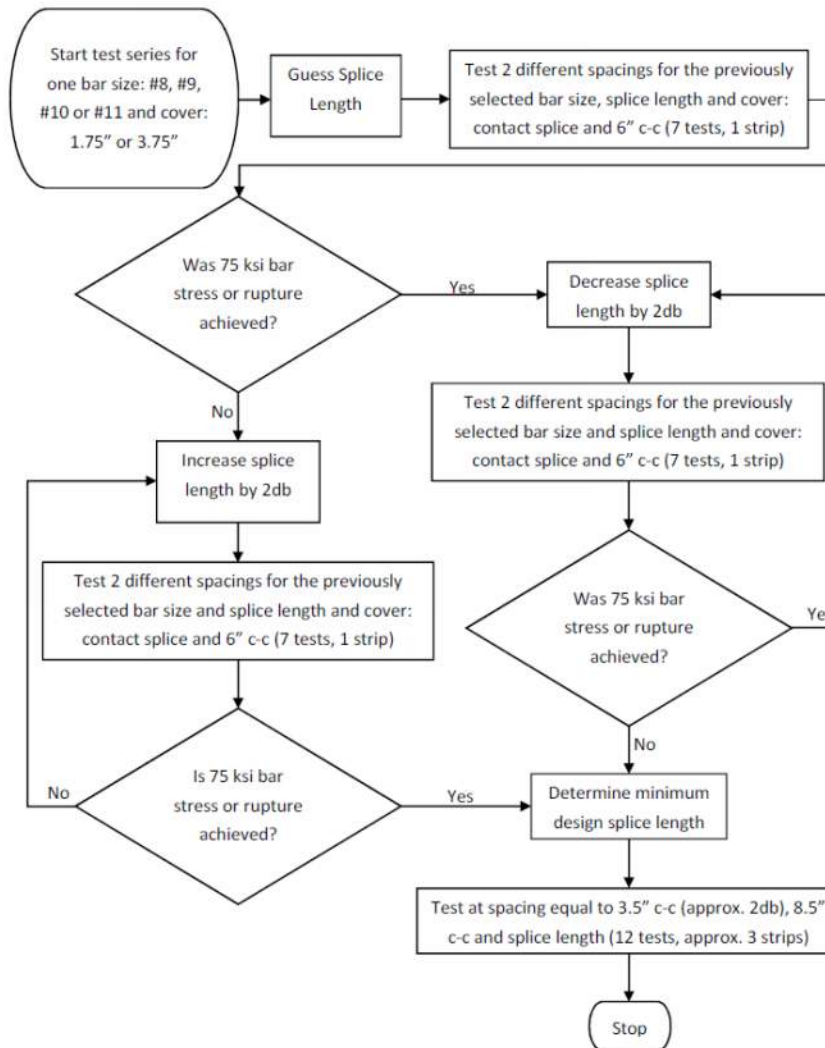 Start test series for
one bar size: #8, #9,
#10 or #11 and cover:
1.75” or 3.75”
Guess Splice
Length
Test 2 different spacings for the previously
selected bar size, splice length and cover:
contact splice and 6” c-c (7 tests, 1 strip)
Was 75 ksi bar
stress or rupture
achieved?
Yes
Decrease splice
length by 2db
No
Test 2 different spacings for the previously
selected bar size and splice length and cover:
contact splice and 6” c-c (7 tests, 1 strip)
Increase splice
length by 2db
Test 2 different spacings for the previously
selected bar size and splice length and cover:
contact splice and 6” c-c (7 tests, 1 strip)
Was 75 ksi bar
stress or rupture
achieved?
Ye
No
Is 75 ksi bar
stress or rupture
achieved?
No
Yes
Determine minimum
design splice length
Test at spacing equal to 3.5” c-c (approx. 2db), 8.5”
c-c and splice length (12 tests, approx. 3 strips)
Stop